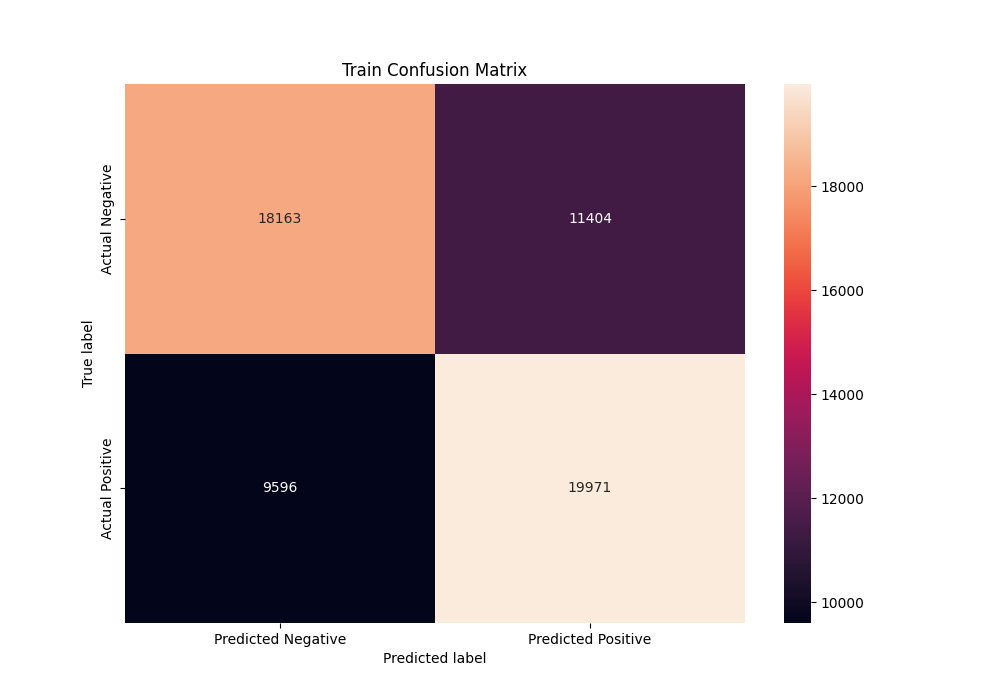 Train Confusion Matrix
True label
Actual Negative
Actual Positive
18163
11404
9596
19971
Predicted Negative
Predicted Positive
Predicted label
18000
16000
14000
12000
10000